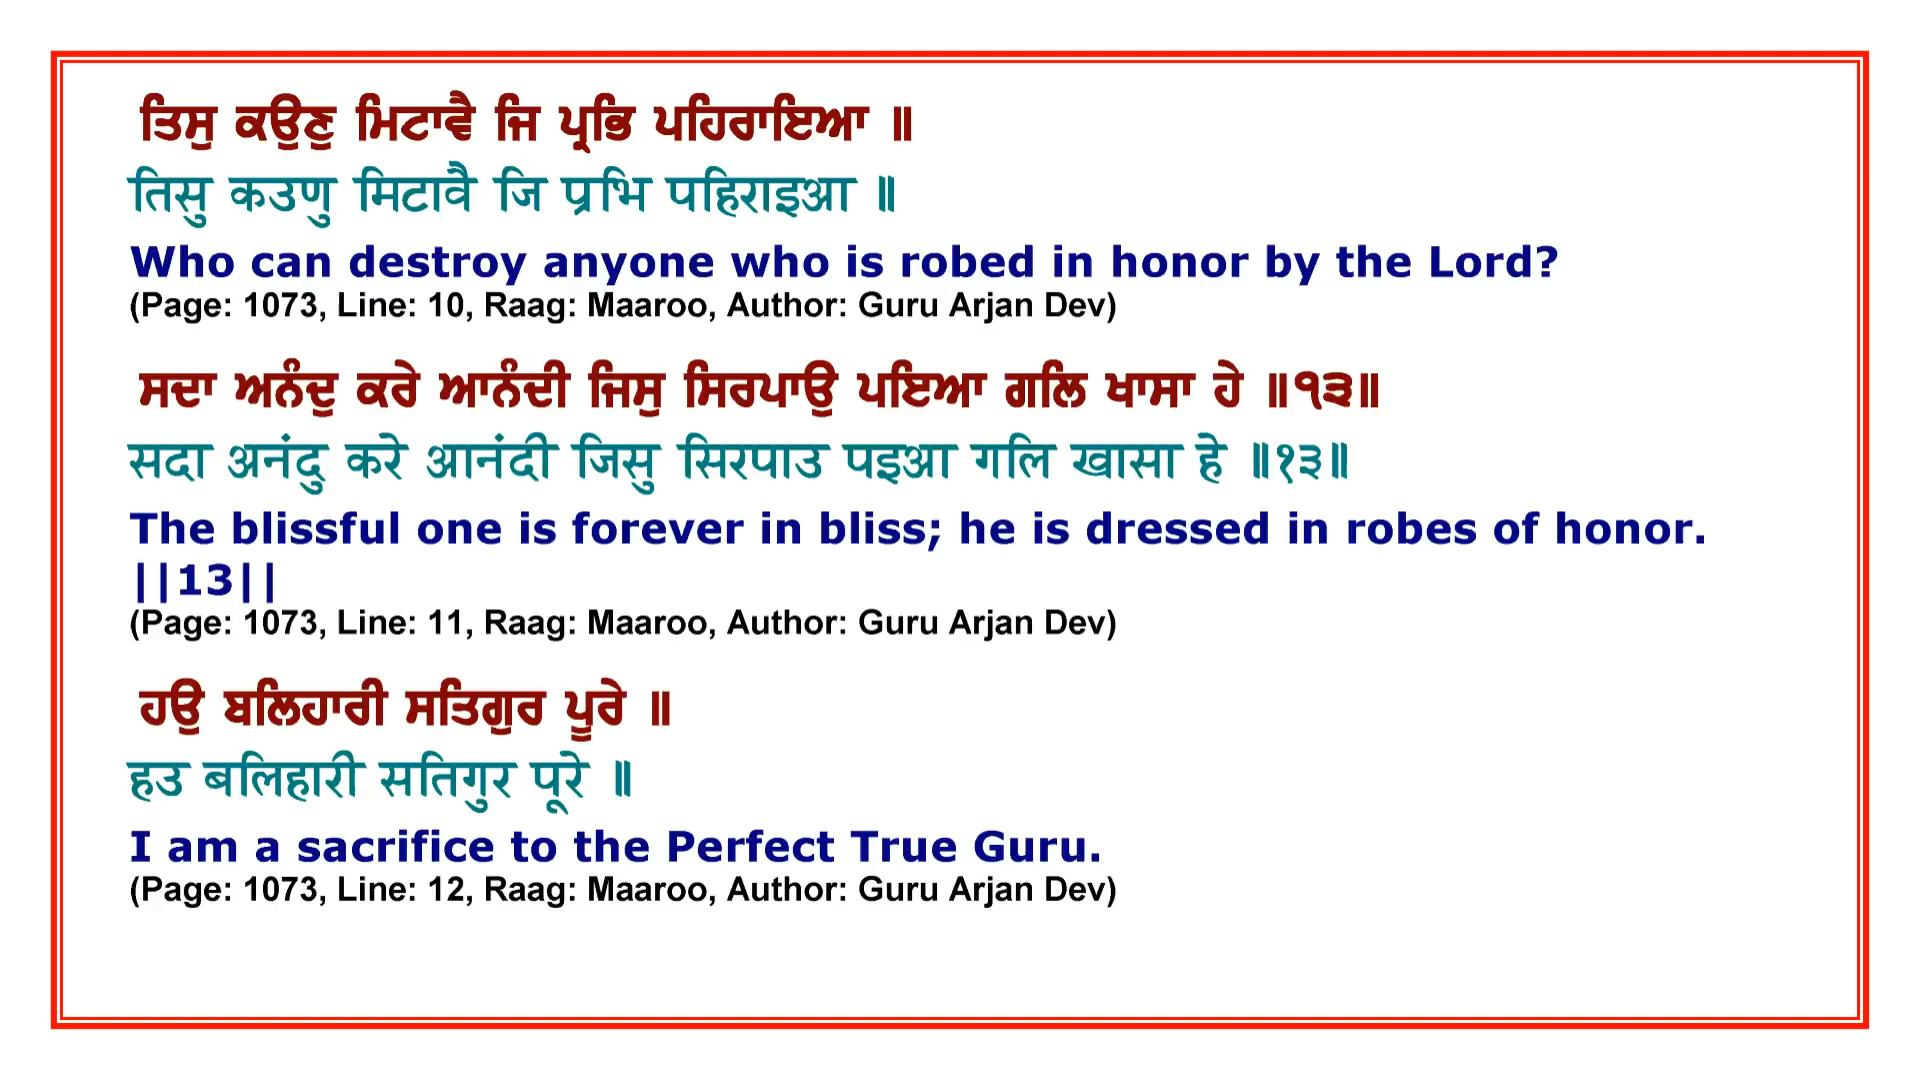 ਤਿਸੁ ਕਉਣੁ ਮਿਟਾਵੈ ਜਿ ਪ੍ਰਭਿ ਪਹਿਰਾਇਆ ॥
तिसु कउणु मिटावै जि प्रभि पहिराइआ ॥
Who can destroy anyone who is robed in honor by the Lord?
(Page: 1073, Line: 10, Raag: Maaroo, Author: Guru Arjan Dev)
ਸਦਾ ਅਨੰਦੁ ਕਰੇ ਆਨੰਦੀ ਜਿਸੁ ਸਿਰਪਾਉ ਪਇਆ ਗਲਿ ਖਾਸਾ ਹੇ ॥੧੩॥
सदा अनंदु करे आनंदी जिसु सिरपाउ पइआ गलि खासा हे ॥१३॥
The blissful one is forever in bliss; he is dressed in robes of honor.
||13||
(Page: 1073, Line: 11, Raag: Maaroo, Author: Guru Arjan Dev)
ਹਉ ਬਲਿਹਾਰੀ ਸਤਿਗੁਰ ਪੂਰੇ ॥
हउ बलिहारी सतिगुर पूरे ॥
I am a sacrifice to the Perfect True Guru.
(Page: 1073, Line: 12, Raag: Maaroo, Author: Guru Arjan Dev)